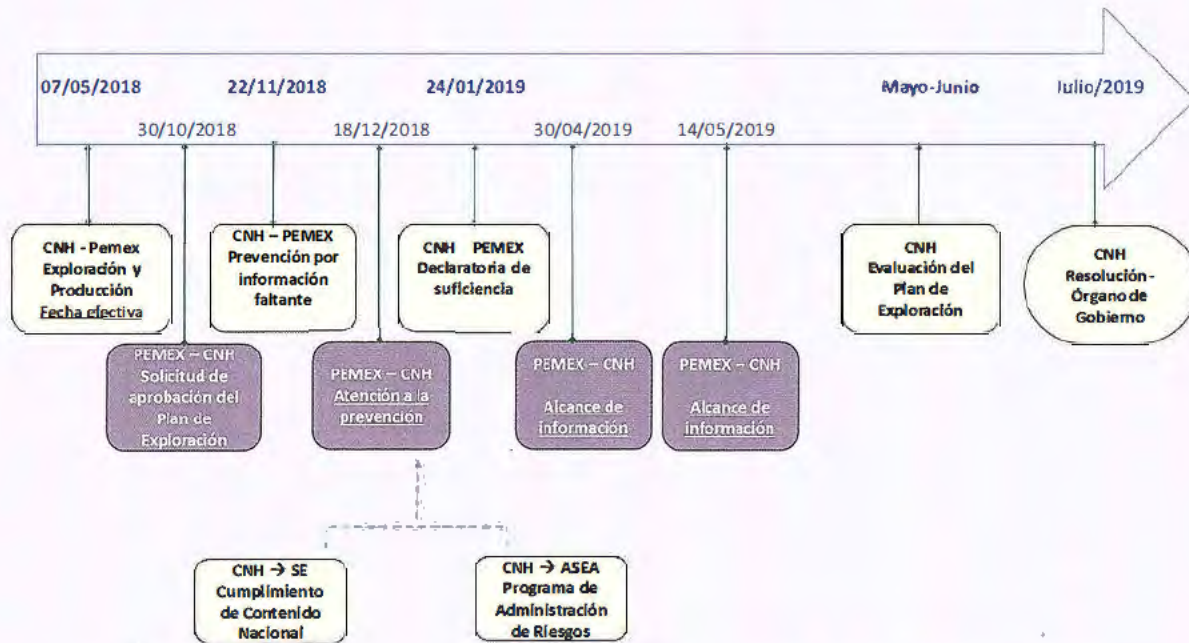 07/05/2018
22/11/2018
24/01/2019
Mayo-Junio
Julio/2019
30/10/2018
18/12/2018
30/04/2019
14/05/2019
CNH - Pemex
Exploración y
Producción
Fecha efectiva
CNH – PEMEX
Prevención por
información
faltante
CNH PEMEX
Declaratoria de
suficiencia
CNH
Evaluación del
Plan de
Exploración
CNH
Resolución -
Órgano de
Gobierno
PEMEX – CNH
Solicitud de
aprobación del
Plan de
Exploración
PEMEX – CNH
Atención a la
prevención
PEMEX – CNH
Alcance de
información
PEMEX – CNH
Alcance de
información
CNH → SE
Cumplimiento
de Contenido
Nacional
CNH → ASEA
Programa de
Administración
de Riesgos